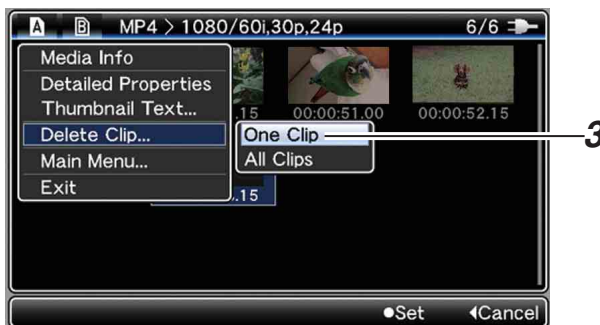 A B MP4 > 1080/60i,30p,24p 6/6
Media Info
Detailed Properties
Thumbnail Text...
.15 00:00:51.00 00:00:52.15
Delete Clip...
One Clip
3
Main Menu...
All Clips
Exit
.15
●Set ◀Cancel